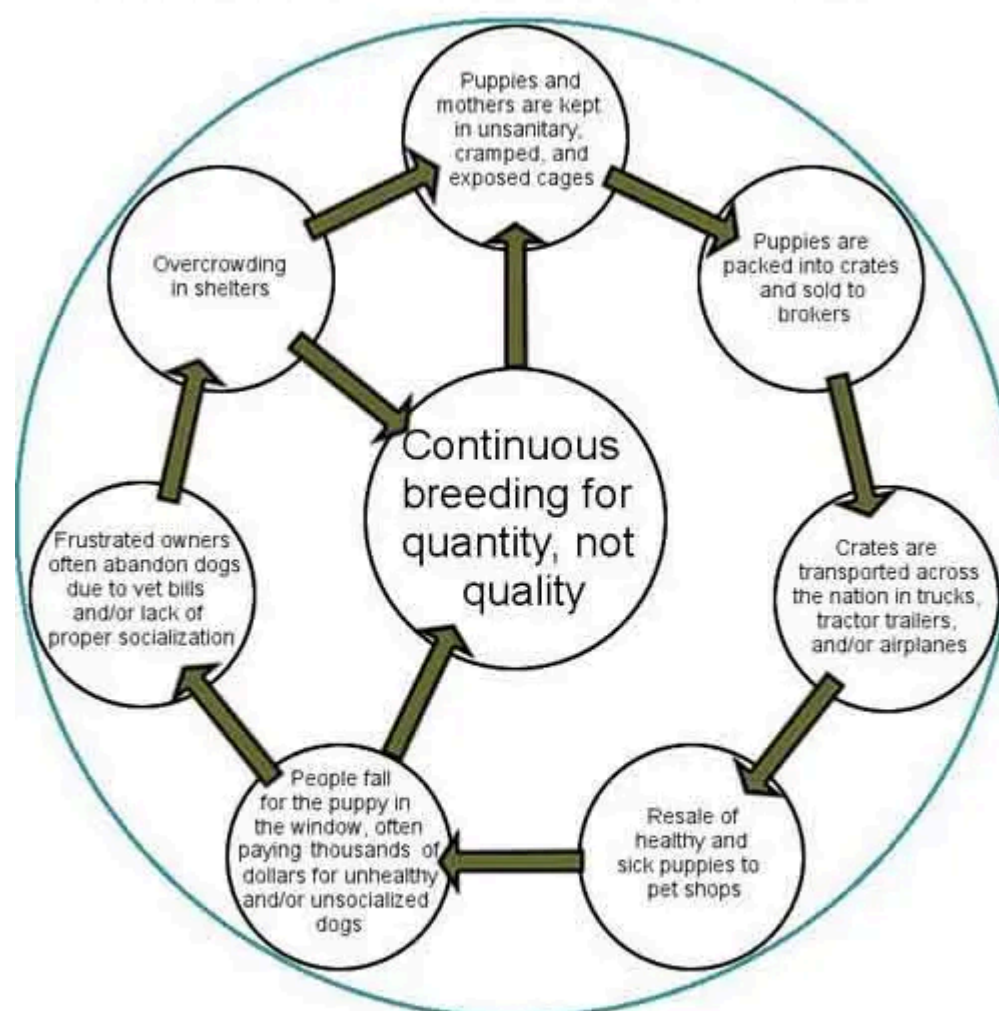 Puppies and
mothers are kept
in unsanitary,
cramped, and
exposed cages
Puppies are
packed into crates
and sold to
brokers
Crates are
transported across
the nation in trucks,
tractor trailers,
and/or airplanes
Resale of
healthy and
sick puppies to
pet shops
People fall
for the puppy in
the window, often
paying thousands of
dollars for unhealthy
and/or unsocialized
dogs
Frustrated owners
often abandon dogs
due to vet bills
and/or lack of
proper socialization
Overcrowding
in shelters
Continuous
breeding for
quantity, not
quality